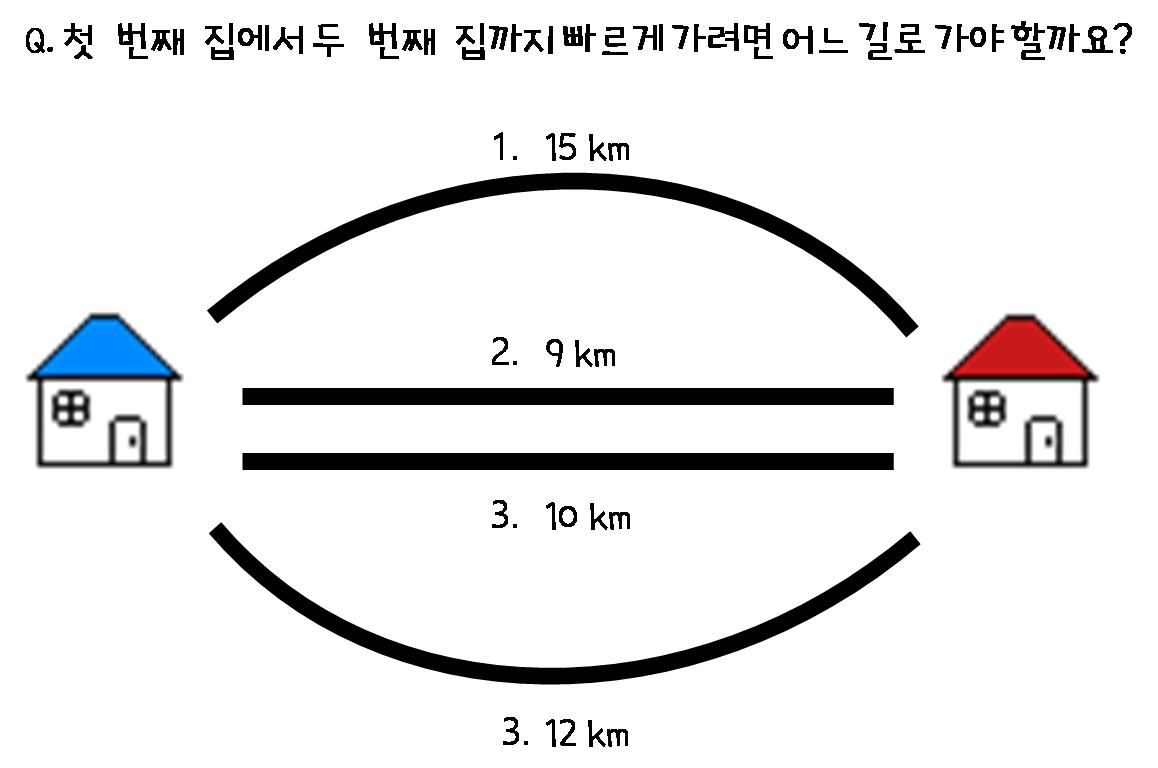 Q. 첫 번째 집에서 두 번째 집까지 빠르게 가려면 어느 길로 가야 할까요?
1. 15 km
2. 9 km
3. 10 km
3. 12 km